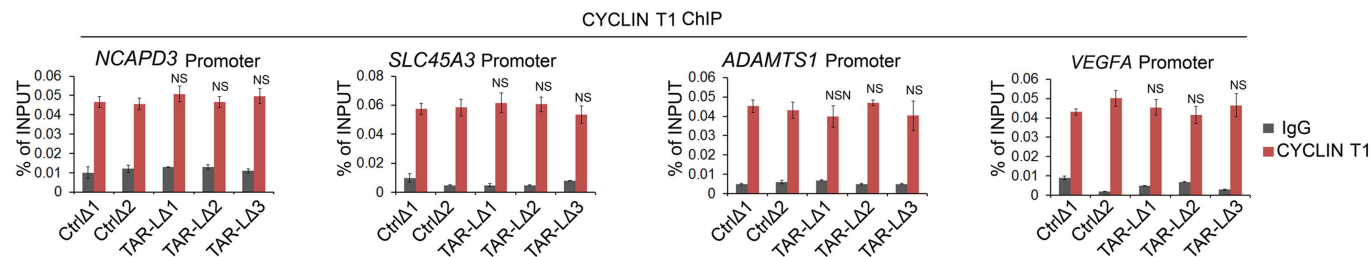 CYCLIN T1 ChIP
NCAPD3 Promoter
% of INPUT
0.06
0.05
0.04
0.03
0.02
0.01
0
NS
NS
NS
CtrlΔ1
CtrlΔ2
TAR-LΔ1
TAR-LΔ2
TAR-LΔ3
SLC45A3 Promoter
% of INPUT
0.08
0.06
0.04
0.02
0
NS
NS
NS
CtrlΔ1
CtrlΔ2
TAR-LΔ1
TAR-LΔ2
TAR-LΔ3
ADAMTS1 Promoter
% of INPUT
0.06
0.05
0.04
0.03
0.02
0.01
0
NSN
NS
NS
CtrlΔ1
CtrlΔ2
TAR-LΔ1
TAR-LΔ2
TAR-LΔ3
VEGFA Promoter
% of INPUT
0.06
0.05
0.04
0.03
0.02
0.01
0
NS
NS
NS
CtrlΔ1
CtrlΔ2
TAR-LΔ1
TAR-LΔ2
TAR-LΔ3
IgG
CYCLIN T1